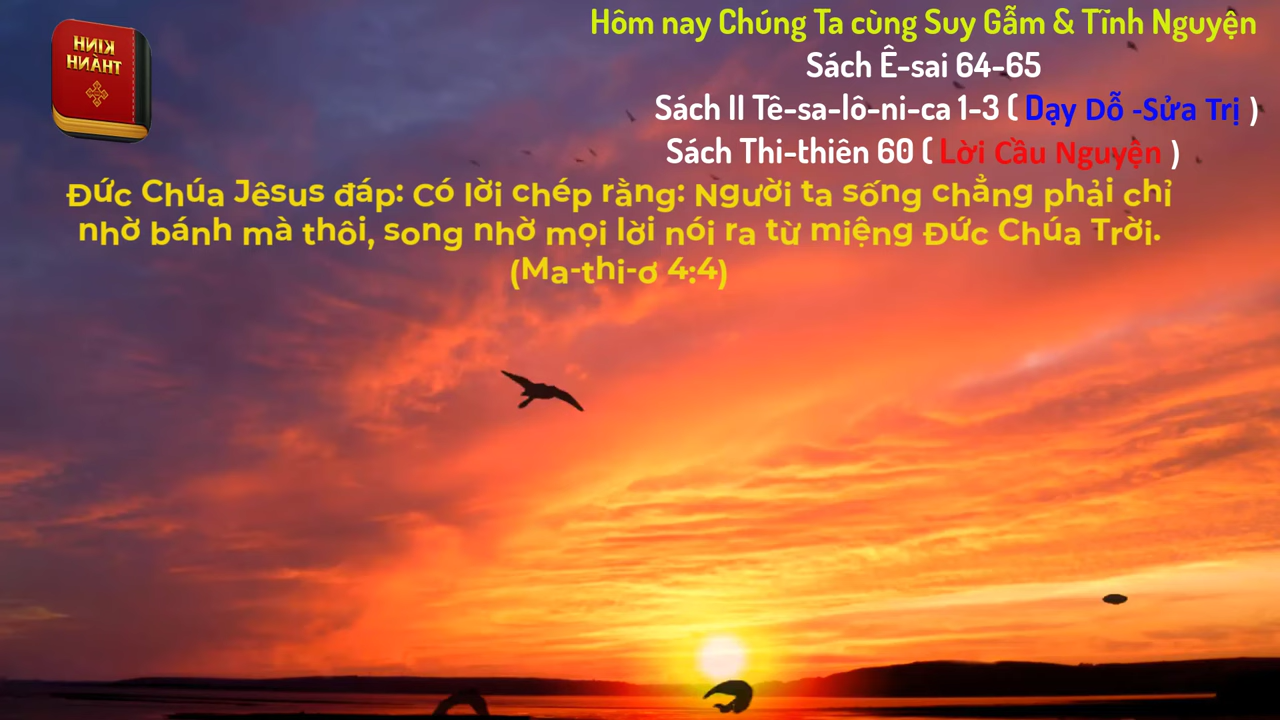 KINH
THÁNH
Hôm nay Chúng Ta cùng Suy Gẫm & Tĩnh Nguyện
Sách Ê-sai 64-65
Sách II Tê-sa-lô-ni-ca 1-3 ( Dạy Dỗ -Sửa Trị )
Sách Thi-thiên 60 ( Lời Cầu Nguyện )
Đức Chúa Jêsus đáp: Có lời chép rằng: Người ta sống chẳng phải chỉ
nhờ bánh mà thôi, song nhờ mọi lời nói ra từ miệng Đức Chúa Trời.
(Ma-thi-ơ 4:4)